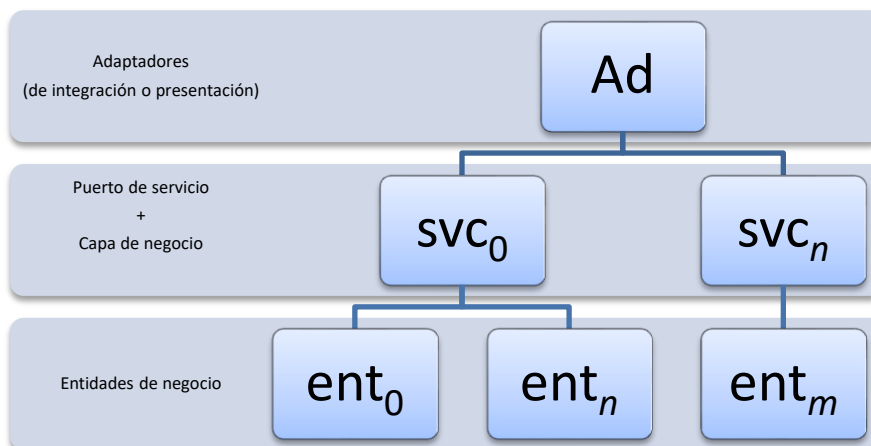 Adaptadores
(de integración o presentación)
Ad
Puerto de servicio
+
Capa de negocio
svc0
svcn
Entidades de negocio
ent0
entn
entm